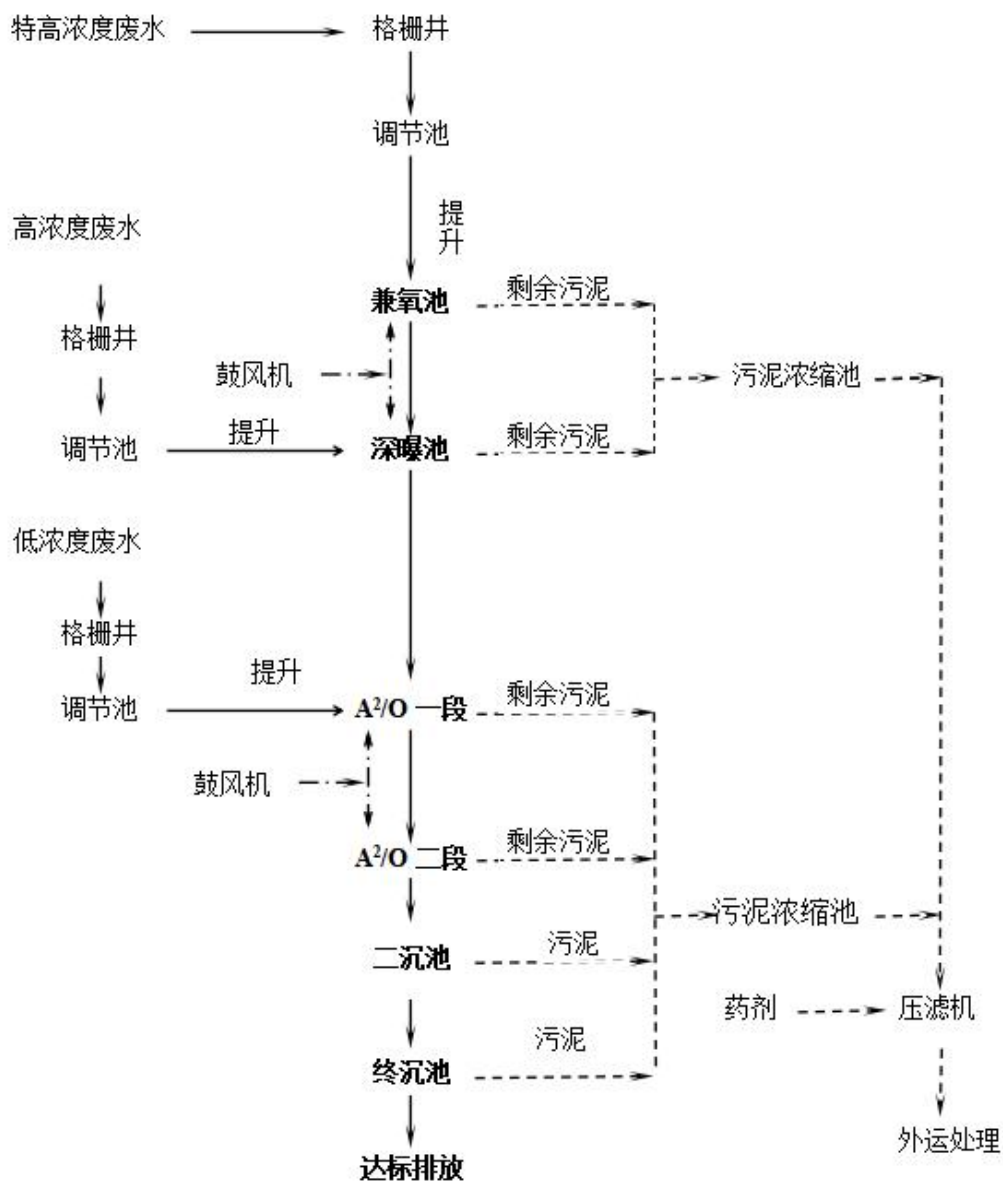 特高浓度废水
格栅井
调节池
提升
高浓度废水
兼氧池
剩余污泥
格栅井
鼓风机
污泥浓缩池
调节池
提升
深曝池
剩余污泥
低浓度废水
格栅井
提升
调节池
A²/O 一段
剩余污泥
鼓风机
A²/O 二段
剩余污泥
污泥浓缩池
二沉池
污泥
药剂
压滤机
终沉池
污泥
外运处理
达标排放